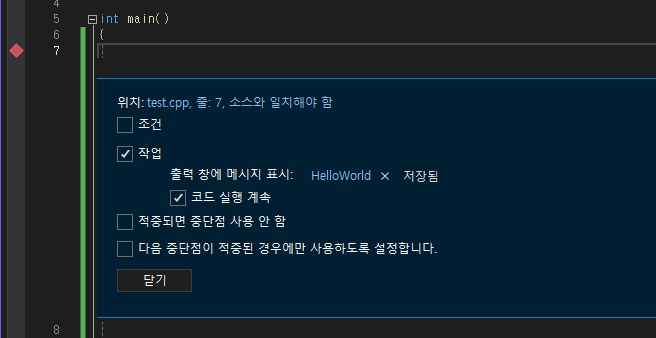 4
5 int main()
6 {
7
위치: test.cpp, 줄: 7, 소스와 일치해야 함
조건
작업
출력 창에 메시지 표시: HelloWorld × 저장됨
코드 실행 계속
적중되면 중단점 사용 안 함
다음 중단점이 적중된 경우에만 사용하도록 설정합니다.
닫기
8